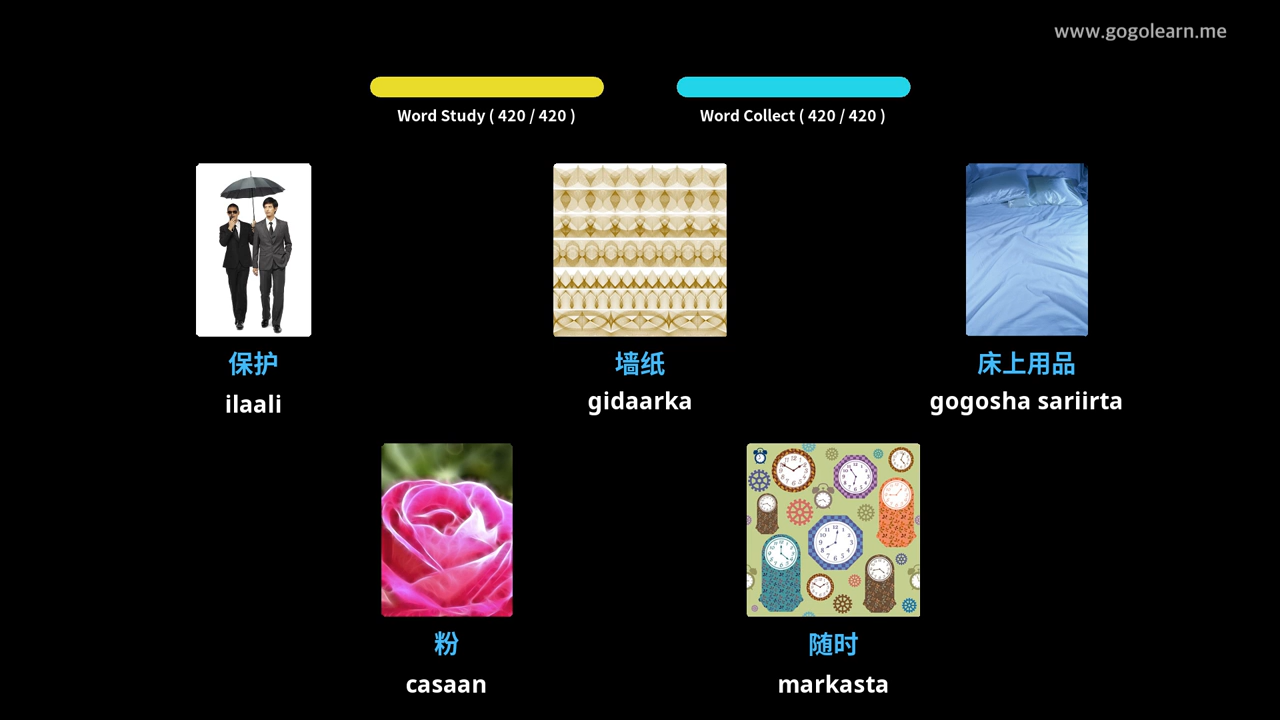 www.gogolearn.me
Word Study ( 420 / 420 )
Word Collect ( 420 / 420 )
保护
ilaali
墙纸
gidaarka
床上用品
gogosha sariirta
粉
casaan
随时
markasta